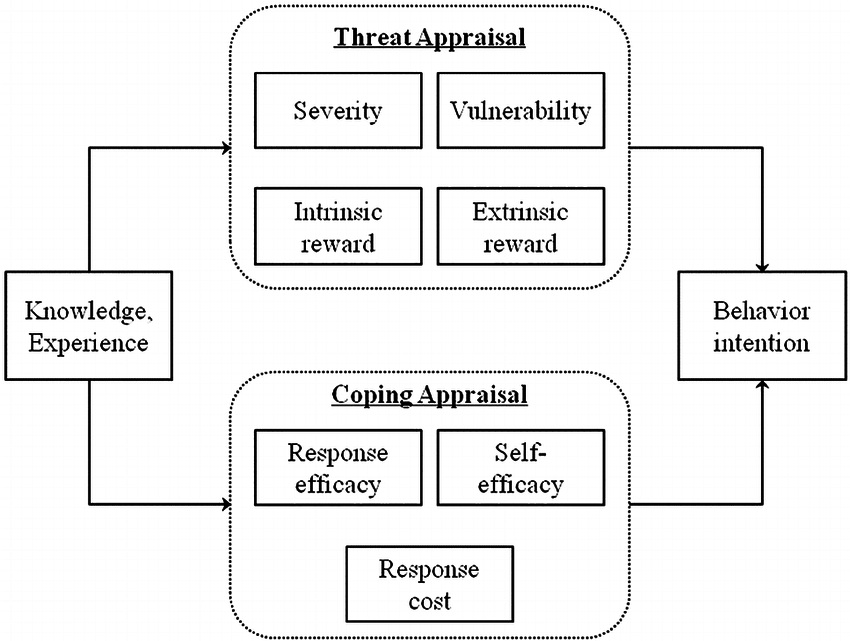 Threat Appraisal
Severity
Vulnerability
Intrinsic
reward
Extrinsic
reward
Knowledge,
Experience
Behavior
intention
Coping Appraisal
Response
efficacy
Self-
efficacy
Response
cost